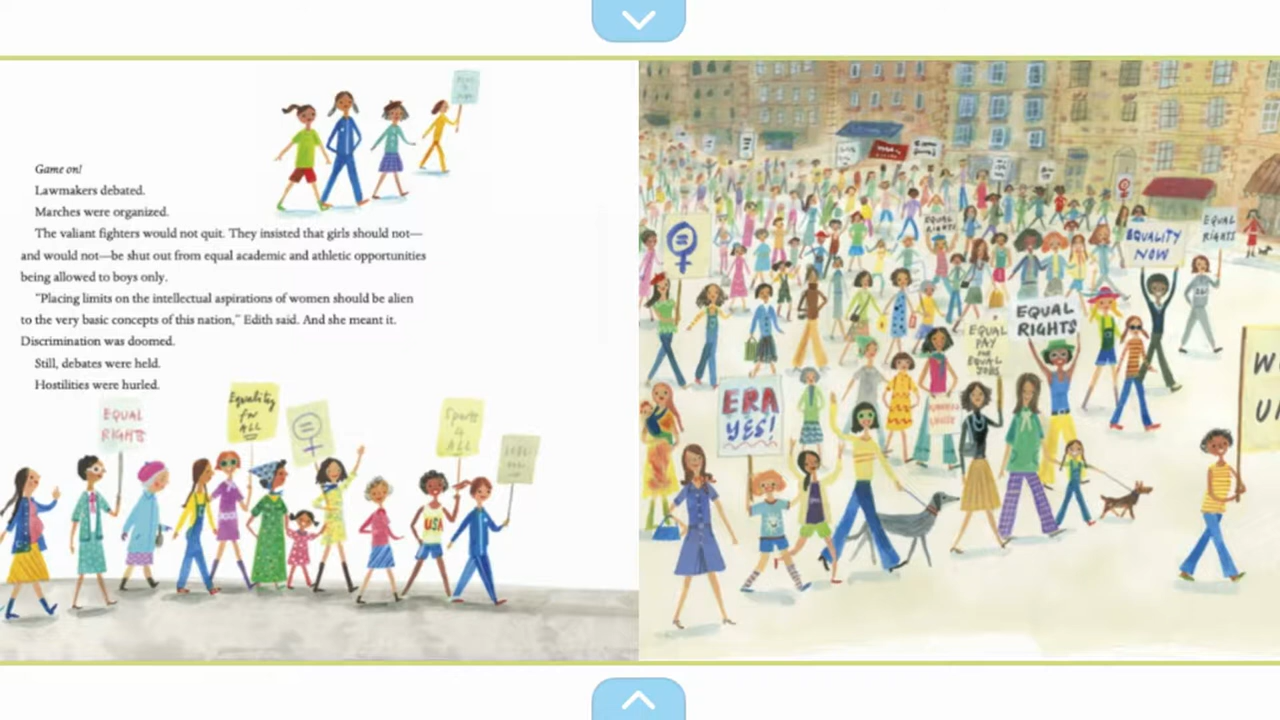 Game on!
Lawmakers debated.
Marches were organized.
The valiant fighters would not quit. They insisted that girls should not—
and would not—be shut out from equal academic and athletic opportunities
being allowed to boys only.
“Placing limits on the intellectual aspirations of women should be alien
to the very basic concepts of this nation,” Edith said. And she meant it.
Discrimination was doomed.
Still, debates were held.
Hostilities were hurled.
EQUAL
RIGHTS
Equality
for
ALL
Sports
4
ALL
USA
EQUAL
RIGHTS
EQUALITY
NOW
EQUAL
RIGHTS
EQUAL
RIGHTS
EQUAL
PAY
FOR
EQUAL
JOBS
ERA
YES!